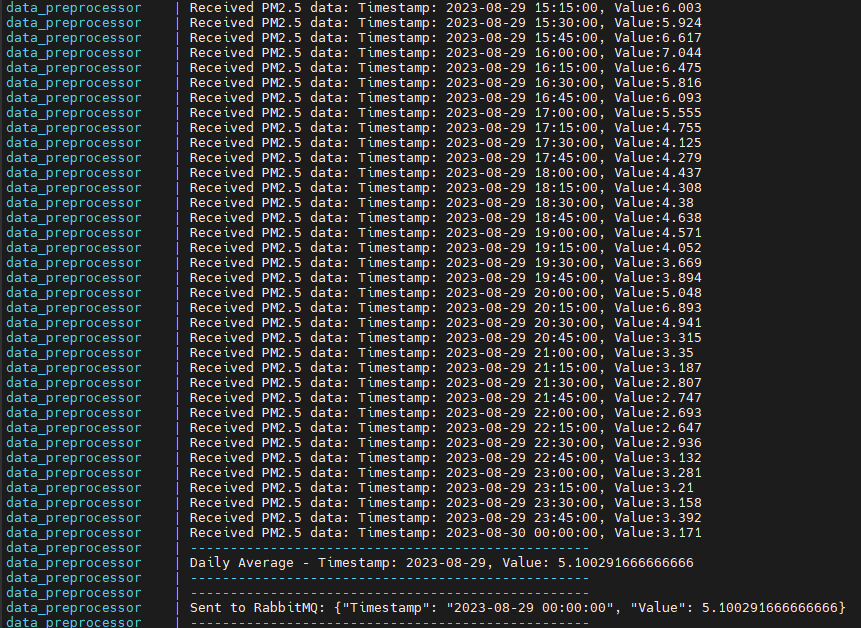 data_preprocessor | Received PM2.5 data: Timestamp: 2023-08-29 15:15:00, Value:6.003
data_preprocessor | Received PM2.5 data: Timestamp: 2023-08-29 15:30:00, Value:5.924
data_preprocessor | Received PM2.5 data: Timestamp: 2023-08-29 15:45:00, Value:6.617
data_preprocessor | Received PM2.5 data: Timestamp: 2023-08-29 16:00:00, Value:7.044
data_preprocessor | Received PM2.5 data: Timestamp: 2023-08-29 16:15:00, Value:6.475
data_preprocessor | Received PM2.5 data: Timestamp: 2023-08-29 16:30:00, Value:5.816
data_preprocessor | Received PM2.5 data: Timestamp: 2023-08-29 16:45:00, Value:6.093
data_preprocessor | Received PM2.5 data: Timestamp: 2023-08-29 17:00:00, Value:5.555
data_preprocessor | Received PM2.5 data: Timestamp: 2023-08-29 17:15:00, Value:4.755
data_preprocessor | Received PM2.5 data: Timestamp: 2023-08-29 17:30:00, Value:4.125
data_preprocessor | Received PM2.5 data: Timestamp: 2023-08-29 17:45:00, Value:4.279
data_preprocessor | Received PM2.5 data: Timestamp: 2023-08-29 18:00:00, Value:4.437
data_preprocessor | Received PM2.5 data: Timestamp: 2023-08-29 18:15:00, Value:4.308
data_preprocessor | Received PM2.5 data: Timestamp: 2023-08-29 18:30:00, Value:4.38
data_preprocessor | Received PM2.5 data: Timestamp: 2023-08-29 18:45:00, Value:4.638
data_preprocessor | Received PM2.5 data: Timestamp: 2023-08-29 19:00:00, Value:4.571
data_preprocessor | Received PM2.5 data: Timestamp: 2023-08-29 19:15:00, Value:4.052
data_preprocessor | Received PM2.5 data: Timestamp: 2023-08-29 19:30:00, Value:3.669
data_preprocessor | Received PM2.5 data: Timestamp: 2023-08-29 19:45:00, Value:3.894
data_preprocessor | Received PM2.5 data: Timestamp: 2023-08-29 20:00:00, Value:5.048
data_preprocessor | Received PM2.5 data: Timestamp: 2023-08-29 20:15:00, Value:6.893
data_preprocessor | Received PM2.5 data: Timestamp: 2023-08-29 20:30:00, Value:4.941
data_preprocessor | Received PM2.5 data: Timestamp: 2023-08-29 20:45:00, Value:3.315
data_preprocessor | Received PM2.5 data: Timestamp: 2023-08-29 21:00:00, Value:3.35
data_preprocessor | Received PM2.5 data: Timestamp: 2023-08-29 21:15:00, Value:3.187
data_preprocessor | Received PM2.5 data: Timestamp: 2023-08-29 21:30:00, Value:2.807
data_preprocessor | Received PM2.5 data: Timestamp: 2023-08-29 21:45:00, Value:2.747
data_preprocessor | Received PM2.5 data: Timestamp: 2023-08-29 22:00:00, Value:2.693
data_preprocessor | Received PM2.5 data: Timestamp: 2023-08-29 22:15:00, Value:2.647
data_preprocessor | Received PM2.5 data: Timestamp: 2023-08-29 22:30:00, Value:2.936
data_preprocessor | Received PM2.5 data: Timestamp: 2023-08-29 22:45:00, Value:3.132
data_preprocessor | Received PM2.5 data: Timestamp: 2023-08-29 23:00:00, Value:3.281
data_preprocessor | Received PM2.5 data: Timestamp: 2023-08-29 23:15:00, Value:3.21
data_preprocessor | Received PM2.5 data: Timestamp: 2023-08-29 23:30:00, Value:3.158
data_preprocessor | Received PM2.5 data: Timestamp: 2023-08-29 23:45:00, Value:3.392
data_preprocessor | Received PM2.5 data: Timestamp: 2023-08-30 00:00:00, Value:3.171
data_preprocessor | --------------------------------------------------
data_preprocessor | Daily Average - Timestamp: 2023-08-29, Value: 5.100291666666666
data_preprocessor | --------------------------------------------------
data_preprocessor | --------------------------------------------------
data_preprocessor | Sent to RabbitMQ: {"Timestamp": "2023-08-29 00:00:00", "Value": 5.100291666666666}
data_preprocessor | --------------------------------------------------